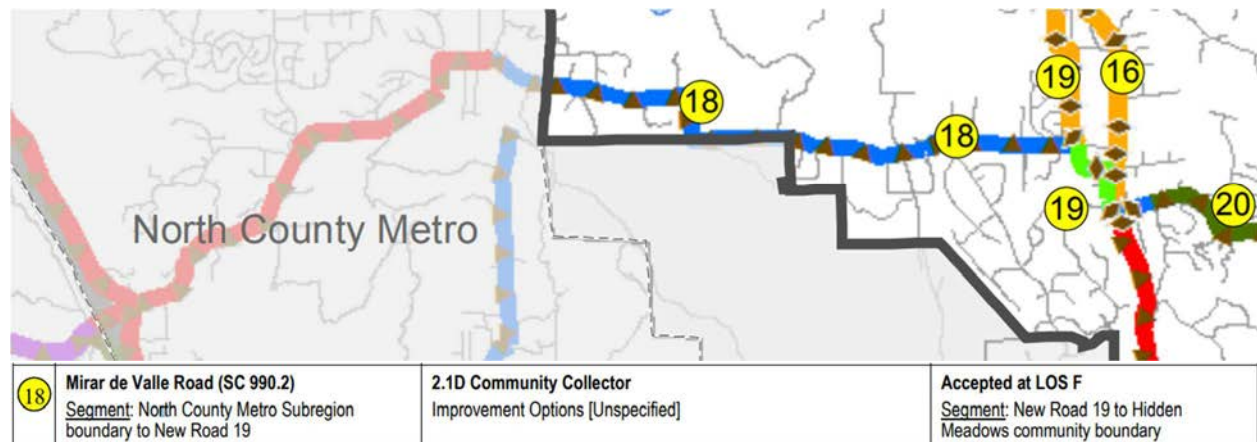 18
19
16
18
North County Metro
19
20
18
Mirar de Valle Road (SC 990.2)
Segment: North County Metro Subregion
boundary to New Road 19
2.1D Community Collector
Improvement Options [Unspecified]
Accepted at LOS F
Segment: New Road 19 to Hidden
Meadows community boundary